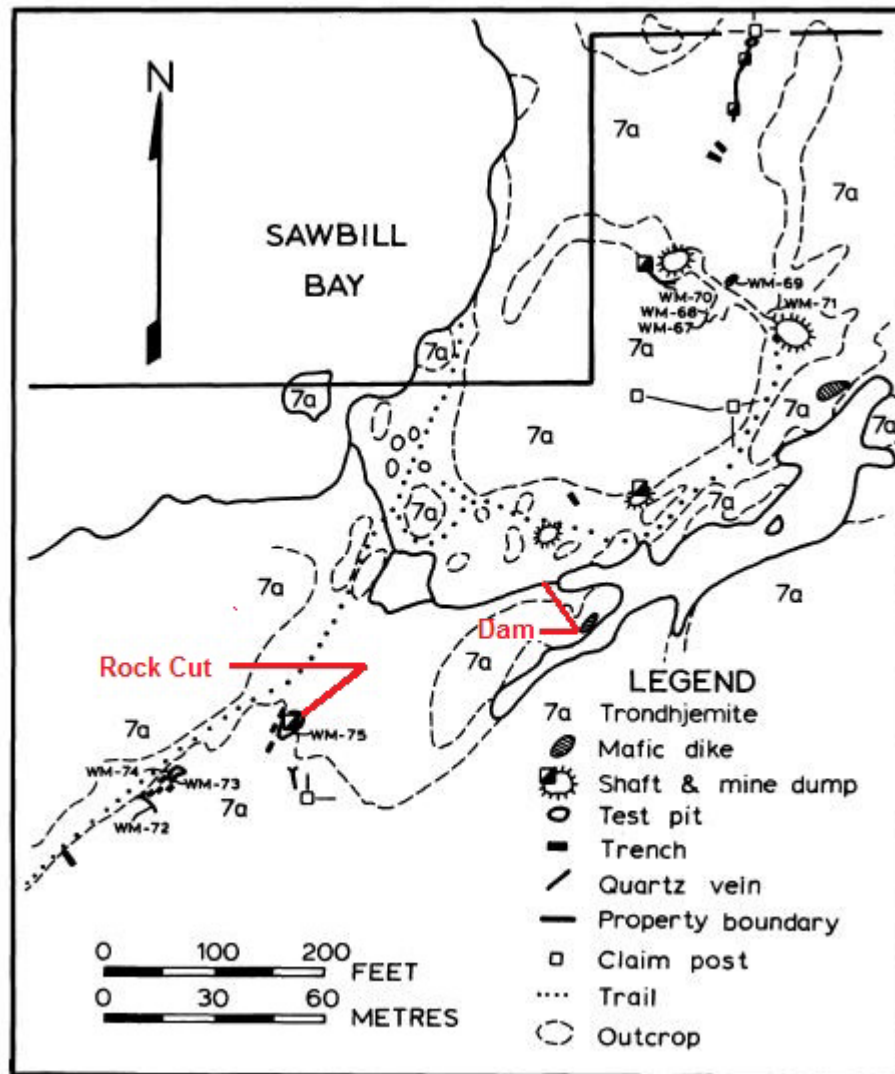 N
SAWBILL
BAY
7a
7a
WM-69
WM-70
WM-71
WM-68
WM-67
7a
7a
7a
7a
7a
7a
7a
7a
7a
7a
Dam
7a
7a
Rock Cut
LEGEND
7a Trondhjemite
Mafic dike
Shaft & mine dump
Test pit
Trench
Quartz vein
Property boundary
Claim post
Trail
Outcrop
7a
WM-75
WM-74
WM-73
7a
WM-72
0 100 200
FEET
0 30 60
METRES